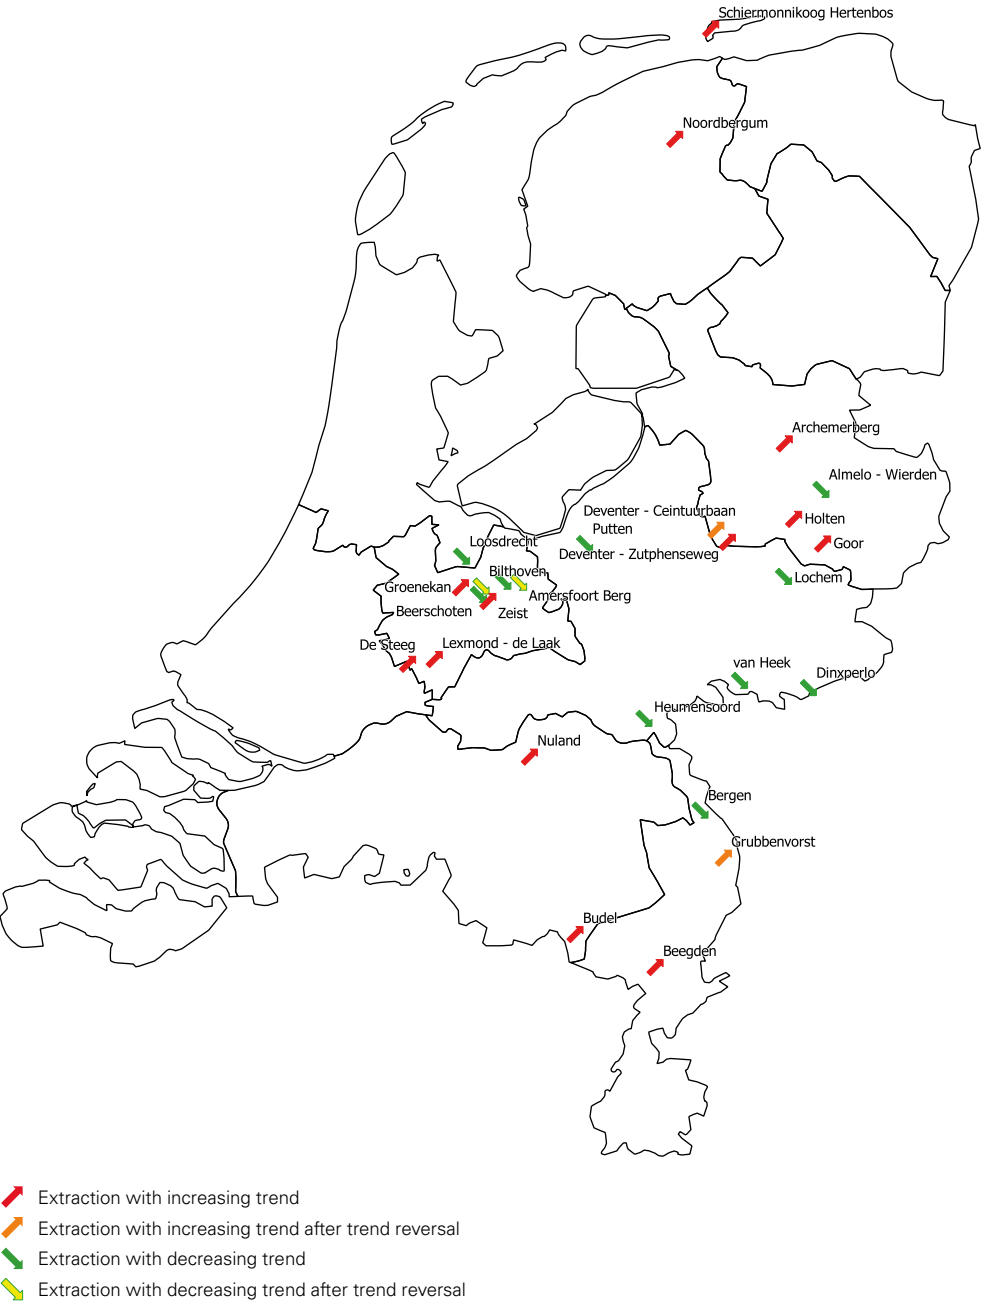 Schiermonnikoog Hertenbos
Noordbergum
Archemerberg
Almelo - Wierden
Deventer - Ceintuurbaan
Holten
Putten
Loosdrecht
Goor
Deventer - Zutphenseweg
Bilthoven
Lochem
Groenekan
Amersfoort Berg
Beerschoten
Zeist
De Steeg
Lexmond - de Laak
van Heek
Dinxperlo
Heumensoord
Nuland
Bergen
Grubbenvorst
Budel
Beegden
Extraction with increasing trend
Extraction with increasing trend after trend reversal
Extraction with decreasing trend
Extraction with decreasing trend after trend reversal